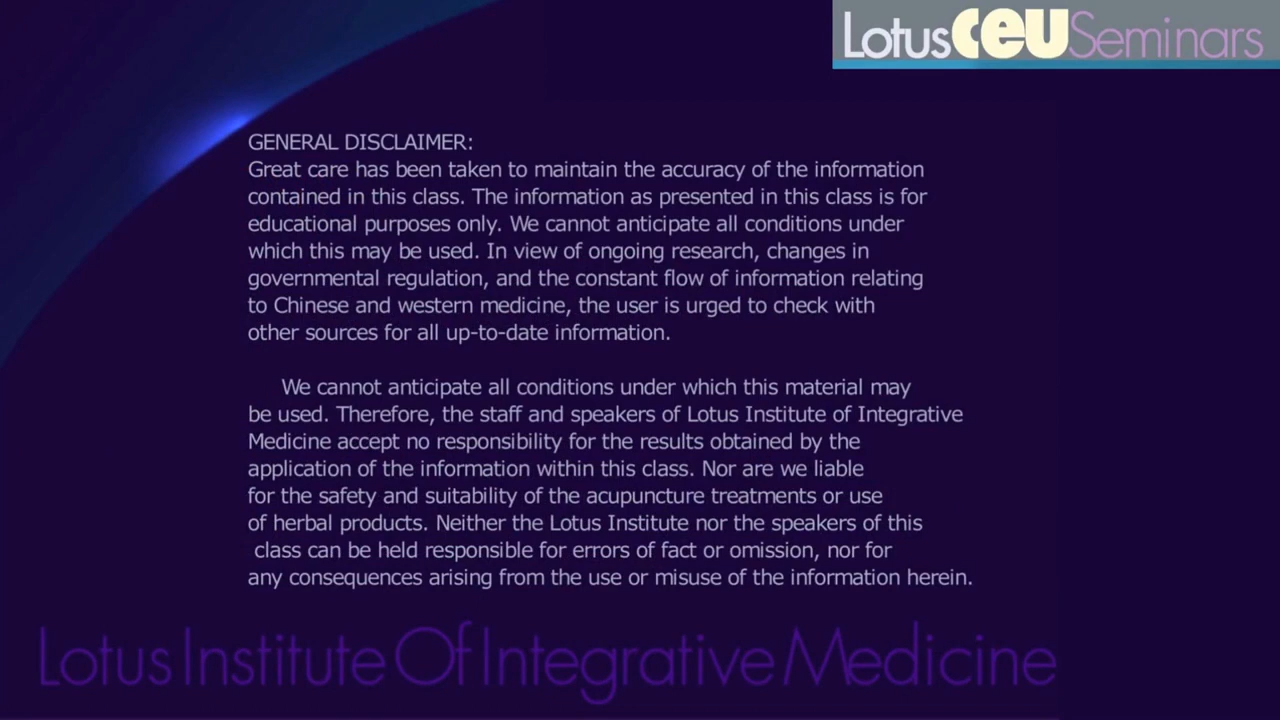 Lotus ceu Seminars
GENERAL DISCLAIMER:
Great care has been taken to maintain the accuracy of the information
contained in this class. The information as presented in this class is for
educational purposes only. We cannot anticipate all conditions under
which this may be used. In view of ongoing research, changes in
governmental regulation, and the constant flow of information relating
to Chinese and western medicine, the user is urged to check with
other sources for all up-to-date information.
We cannot anticipate all conditions under which this material may
be used. Therefore, the staff and speakers of Lotus Institute of Integrative
Medicine accept no responsibility for the results obtained by the
application of the information within this class. Nor are we liable
for the safety and suitability of the acupuncture treatments or use
of herbal products. Neither the Lotus Institute nor the speakers of this
class can be held responsible for errors of fact or omission, nor for
any consequences arising from the use or misuse of the information herein.
Lotus Institute Of Integrative Medicine